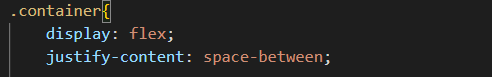 .container{
    display: flex;
    justify-content: space-between;